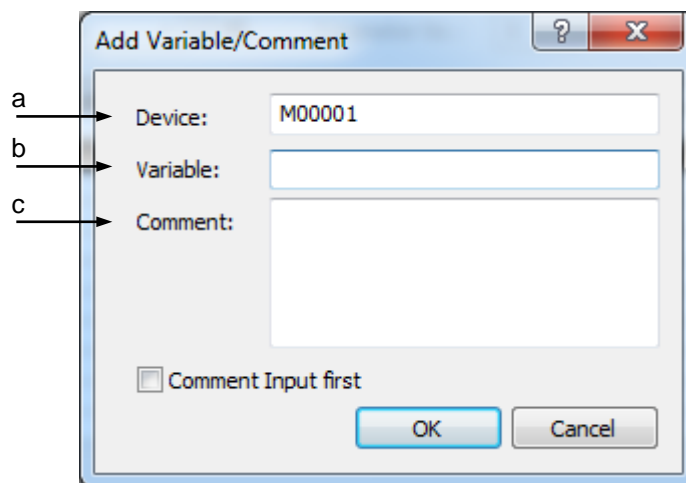 Add Variable/Comment
?
X
a
Device:
M00001
b
Variable:
c
Comment:
Comment Input first
OK
Cancel